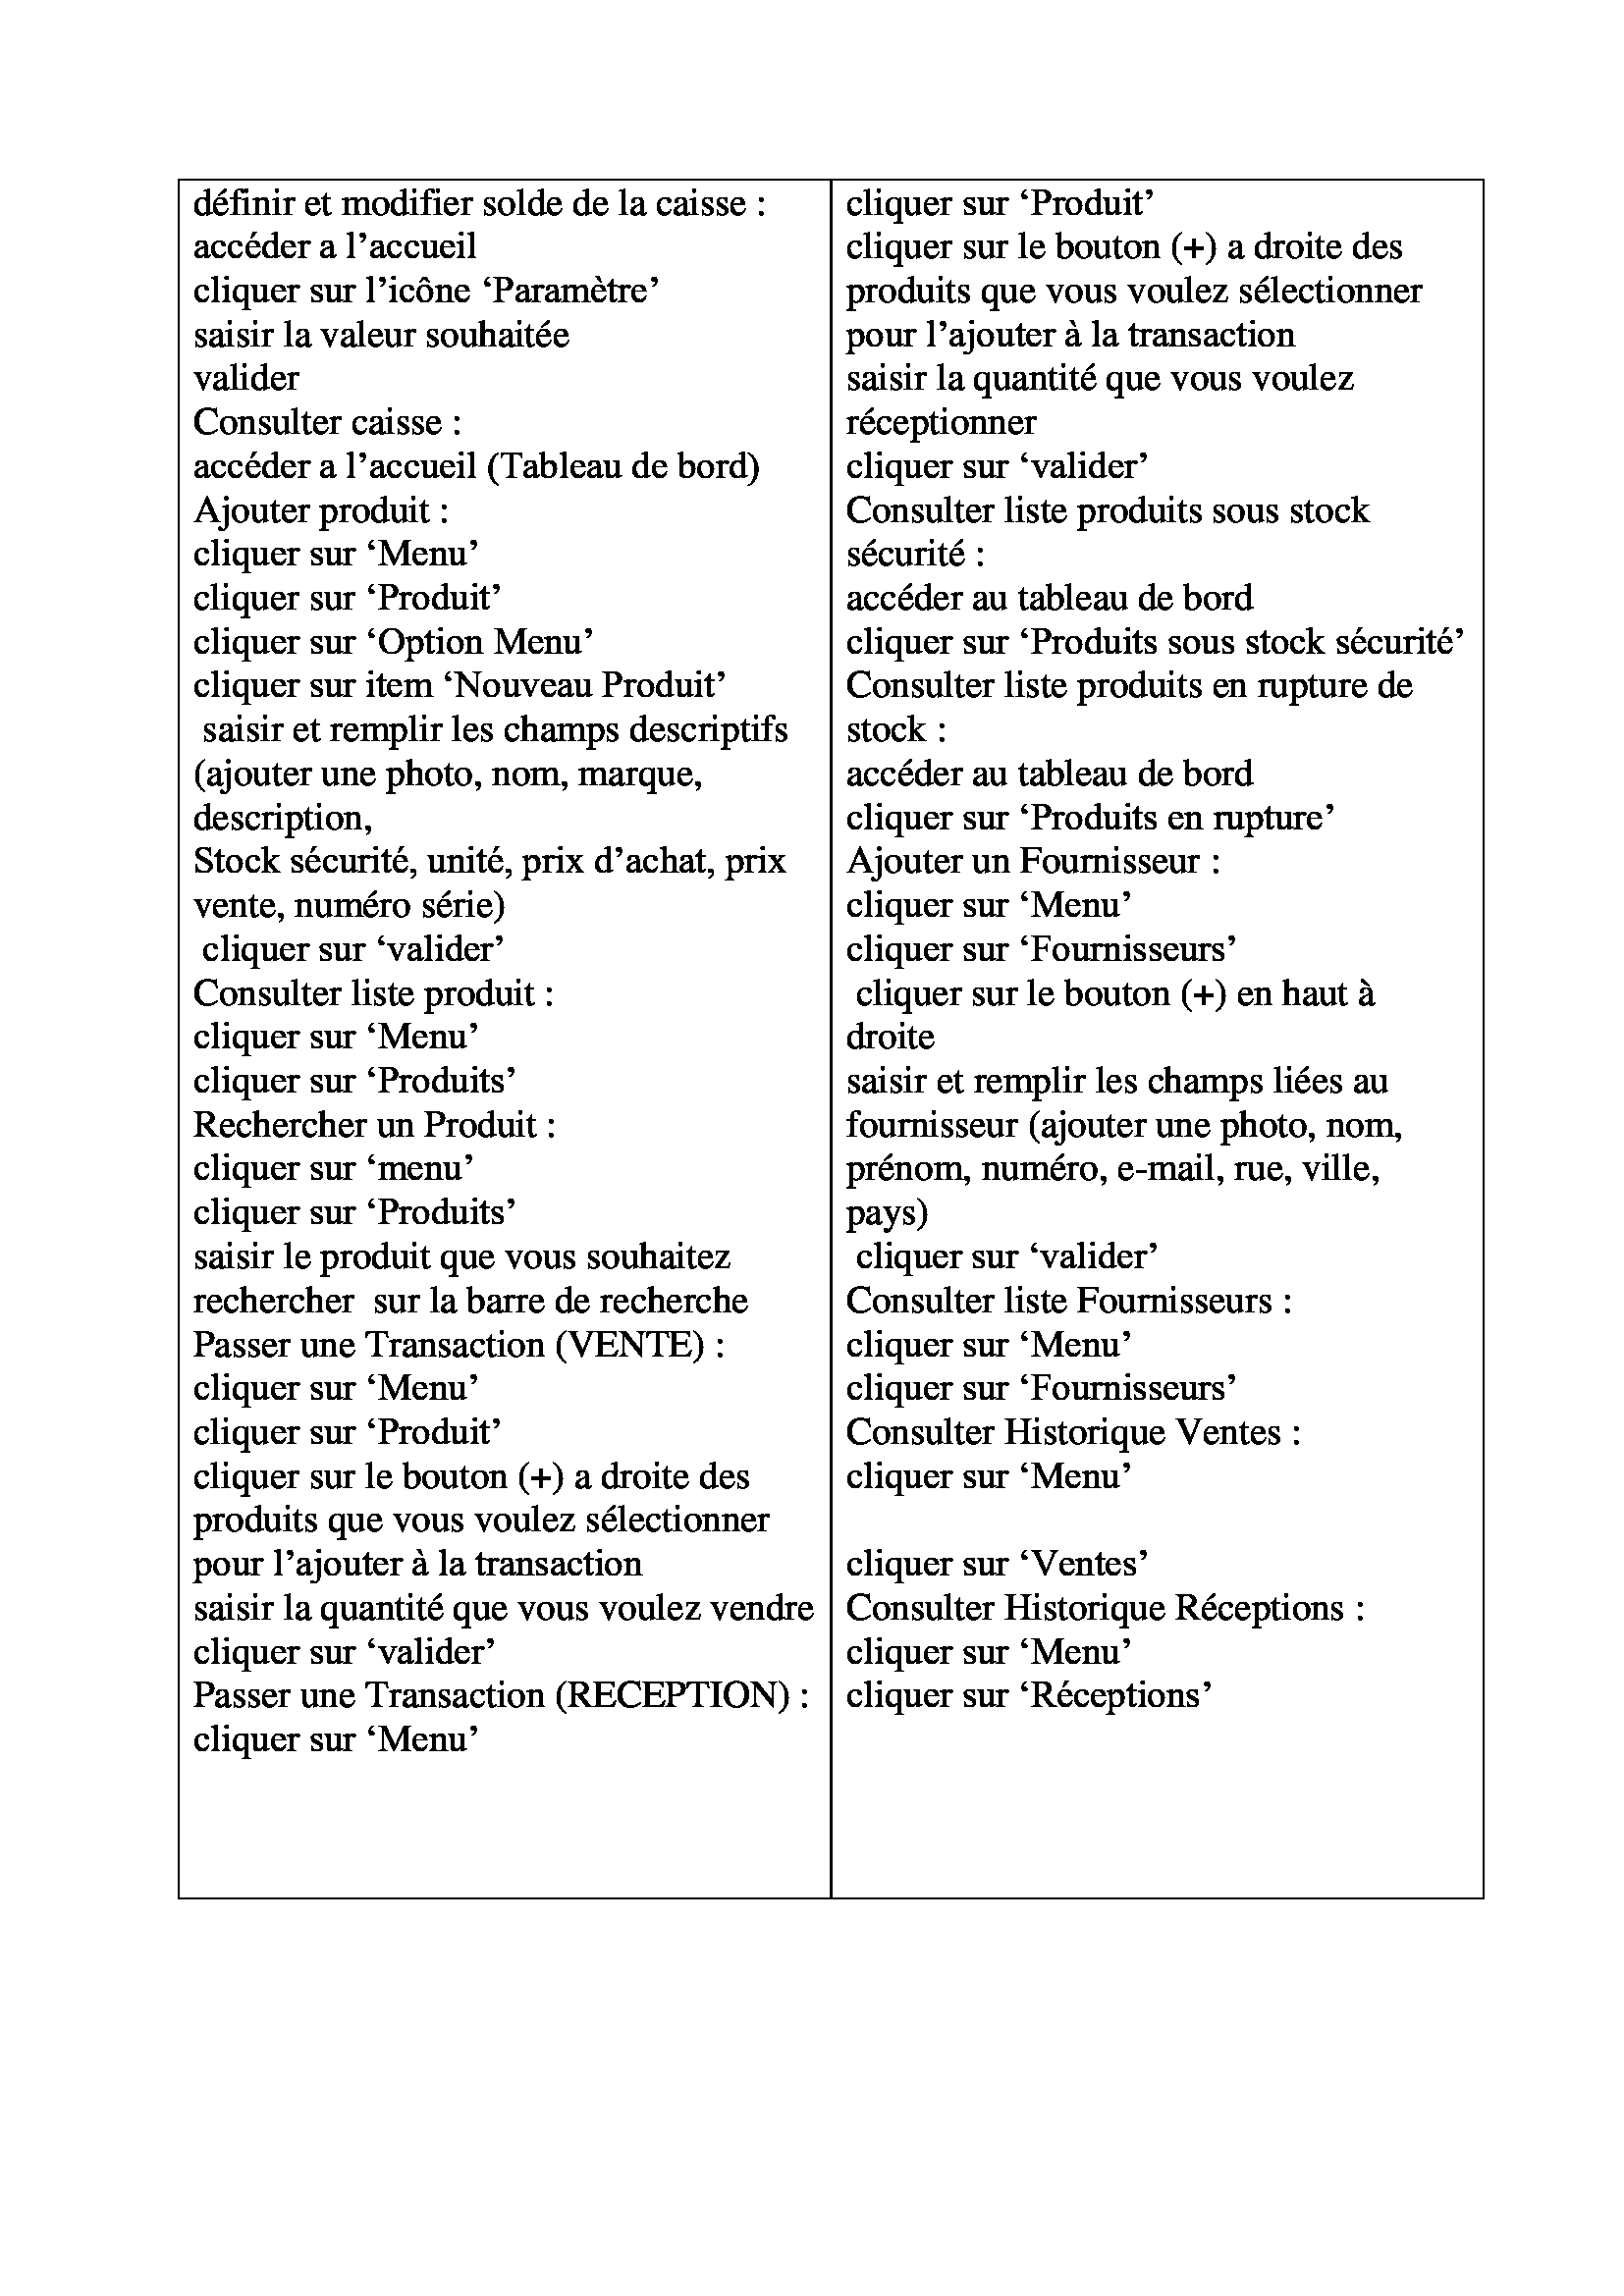 définir et modifier solde de la caisse :
accéder a l’accueil
cliquer sur l’icône ‘Paramètre’
saisir la valeur souhaitée
valider
Consulter caisse :
accéder a l’accueil (Tableau de bord)
Ajouter produit :
cliquer sur ‘Menu’
cliquer sur ‘Produit’
cliquer sur ‘Option Menu’
cliquer sur item ‘Nouveau Produit’
saisir et remplir les champs descriptifs
(ajouter une photo, nom, marque,
description,
Stock sécurité, unité, prix d’achat, prix
vente, numéro série)
cliquer sur ‘valider’
Consulter liste produit :
cliquer sur ‘Menu’
cliquer sur ‘Produits’
Rechercher un Produit :
cliquer sur ‘menu’
cliquer sur ‘Produits’
saisir le produit que vous souhaitez
rechercher  sur la barre de recherche
Passer une Transaction (VENTE) :
cliquer sur ‘Menu’
cliquer sur ‘Produit’
cliquer sur le bouton (+) a droite des
produits que vous voulez sélectionner
pour l’ajouter à la transaction
saisir la quantité que vous voulez vendre
cliquer sur ‘valider’
Passer une Transaction (RECEPTION) :
cliquer sur ‘Menu’
cliquer sur ‘Produit’
cliquer sur le bouton (+) a droite des
produits que vous voulez sélectionner
pour l’ajouter à la transaction
saisir la quantité que vous voulez
réceptionner
cliquer sur ‘valider’
Consulter liste produits sous stock
sécurité :
accéder au tableau de bord
cliquer sur ‘Produits sous stock sécurité’
Consulter liste produits en rupture de
stock :
accéder au tableau de bord
cliquer sur ‘Produits en rupture’
Ajouter un Fournisseur :
cliquer sur ‘Menu’
cliquer sur ‘Fournisseurs’
cliquer sur le bouton (+) en haut à
droite
saisir et remplir les champs liées au
fournisseur (ajouter une photo, nom,
prénom, numéro, e-mail, rue, ville,
pays)
cliquer sur ‘valider’
Consulter liste Fournisseurs :
cliquer sur ‘Menu’
cliquer sur ‘Fournisseurs’
Consulter Historique Ventes :
cliquer sur ‘Menu’
cliquer sur ‘Ventes’
Consulter Historique Réceptions :
cliquer sur ‘Menu’
cliquer sur ‘Réceptions’